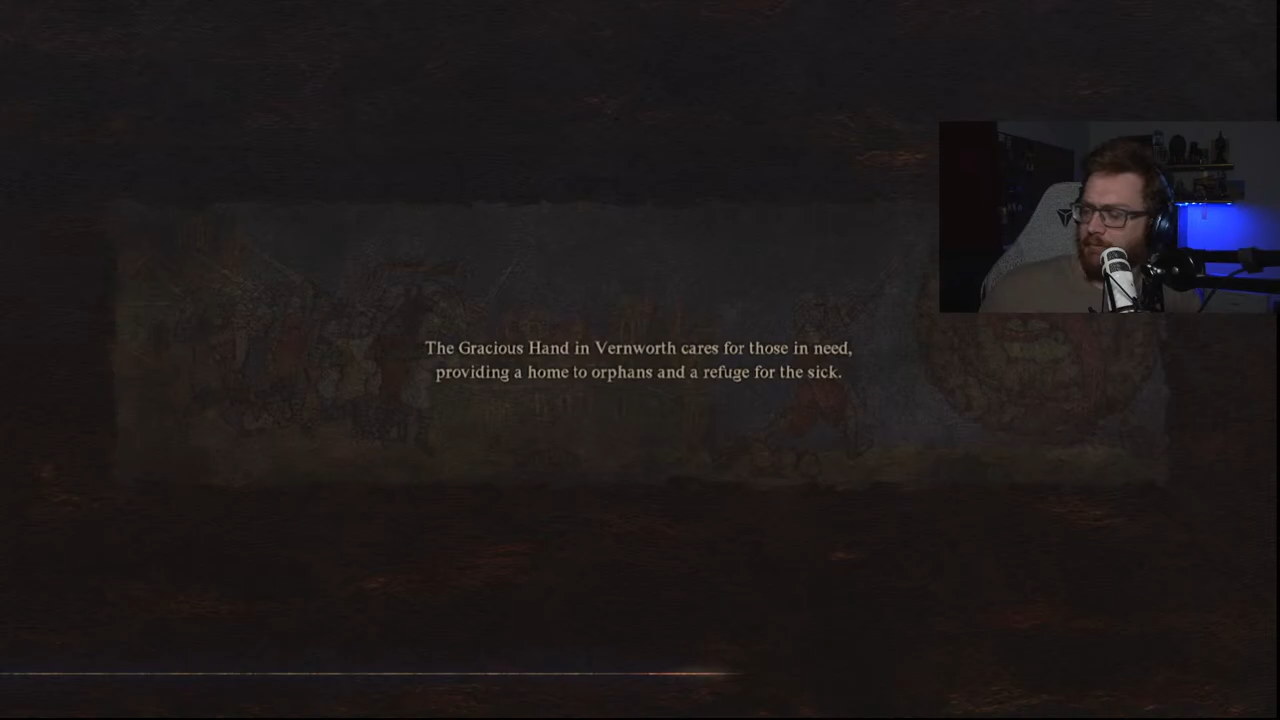 The Gracious Hand in Vernworth cares for those in need,
providing a home to orphans and a refuge for the sick.